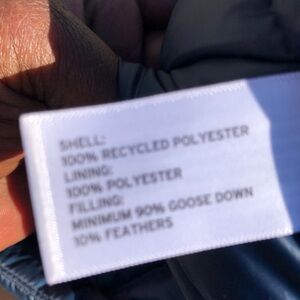 SHELL:
100% RECYCLED POLYESTER
LINING:
100% POLYESTER
FILLING:
MINIMUM 90% GOOSE DOWN
10% FEATHERS